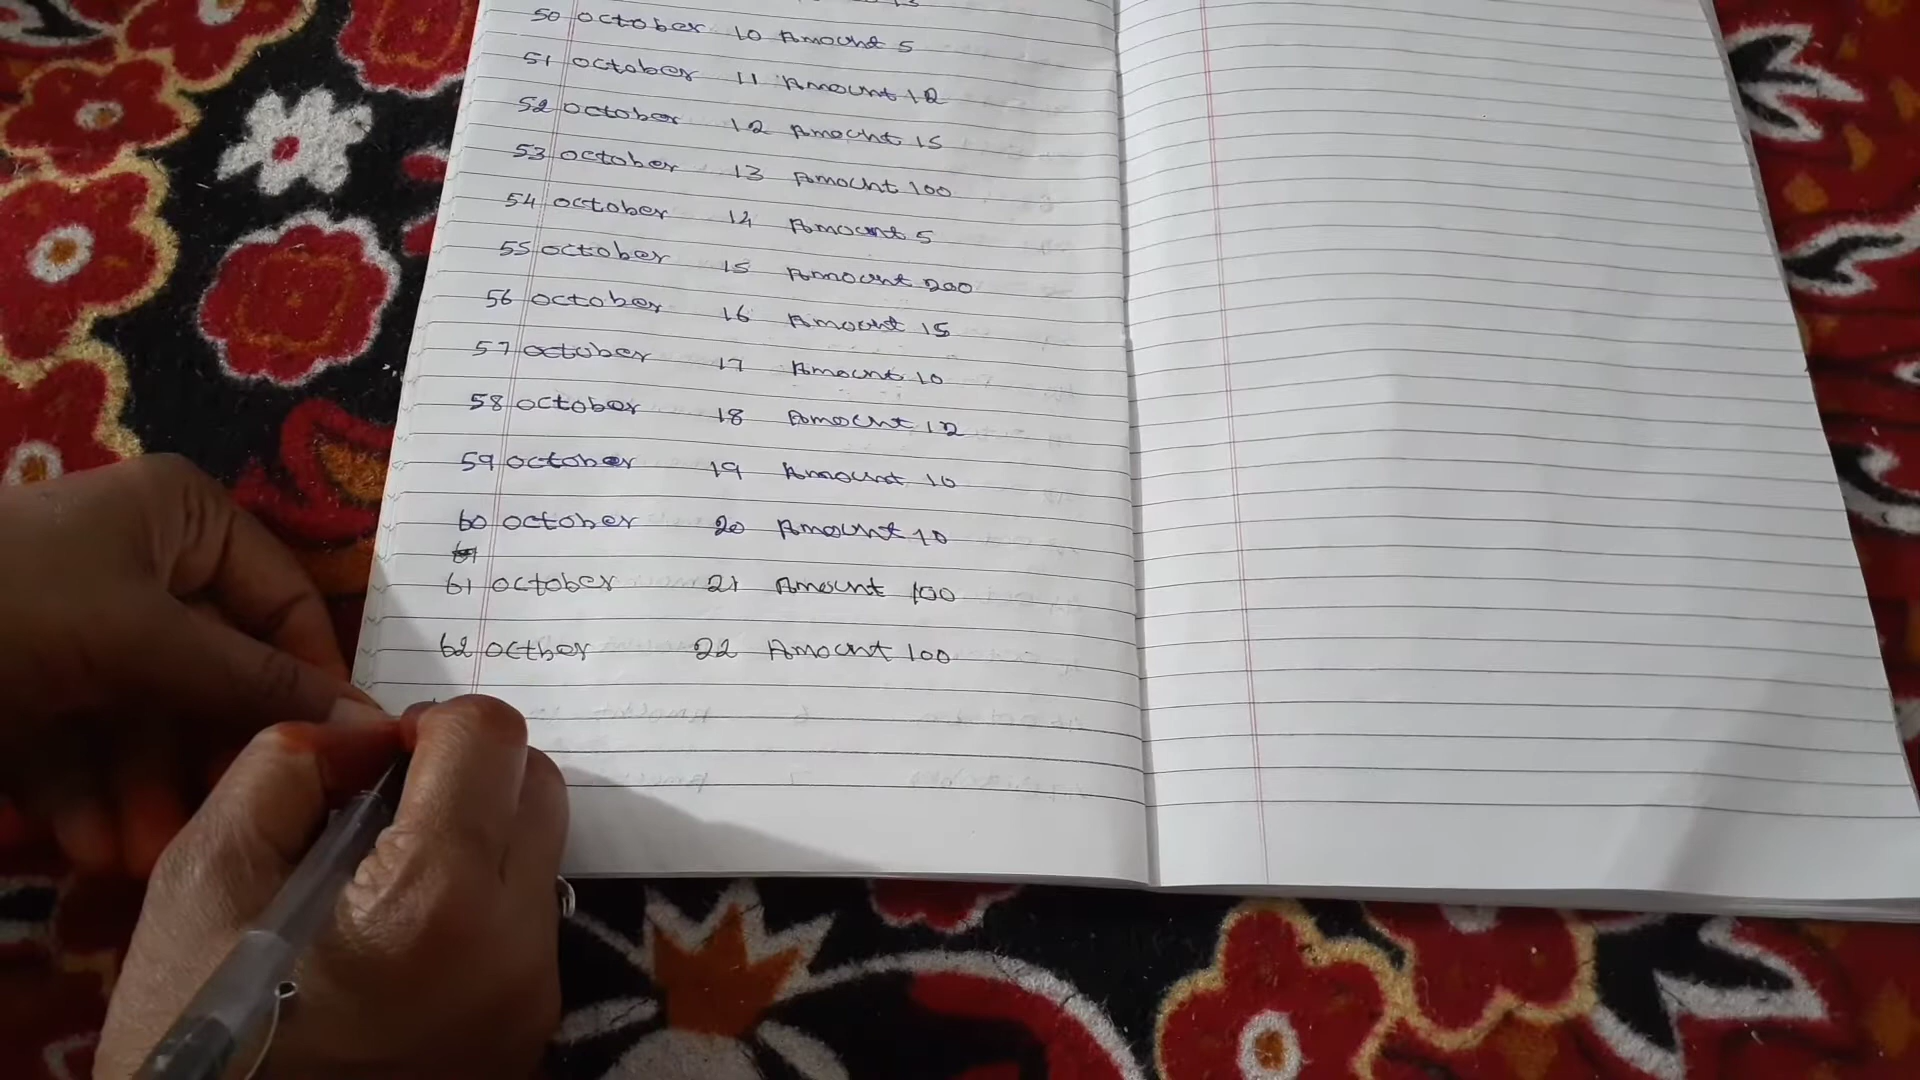 50 october 10 Amount 5
51 october 11 Amount 12
52 october 12 Amocht 15
53 october 13 Amount 100
54 october 14 Amount 5
55 october 15 Amount 200
56 october 16 Amount 15
57 october 17 Amount 10
58 october 18 Amocht 12
59 october 19 Amount 10
60 october 20 Amount 10
61 october 21 Amount 100
62 octber 22 Amocht 100